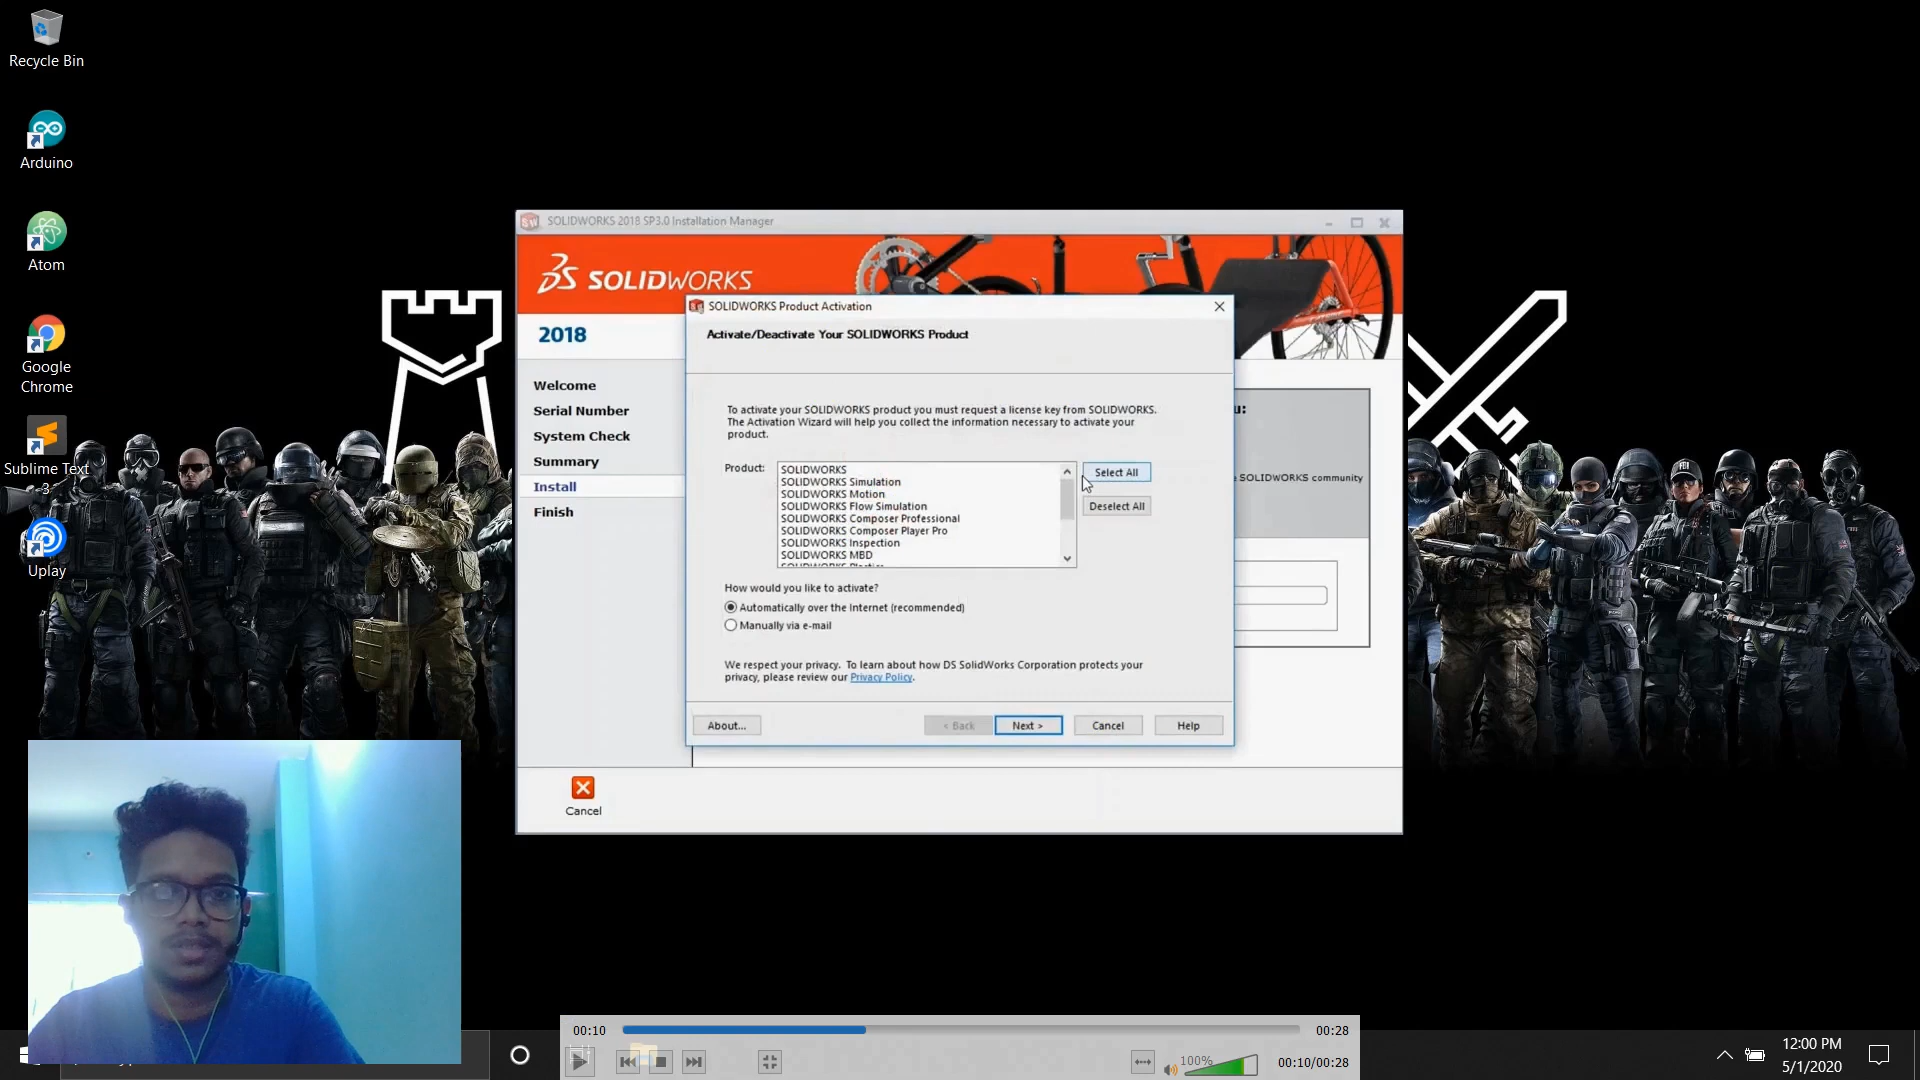 Recycle Bin
Arduino
Atom
Google
Chrome
Sublime Text
3
Uplay
SOLIDWORKS 2018 SP3.0 Installation Manager
SOLIDWORKS
2018
Welcome
Serial Number
System Check
Summary
Install
Finish
Cancel
SOLIDWORKS Product Activation
Activate/Deactivate Your SOLIDWORKS Product
To activate your SOLIDWORKS product you must request a license key from SOLIDWORKS.
The Activation Wizard will help you collect the information necessary to activate your
product.
Product:
SOLIDWORKS
SOLIDWORKS Simulation
SOLIDWORKS Motion
SOLIDWORKS Flow Simulation
SOLIDWORKS Composer Professional
SOLIDWORKS Composer Player Pro
SOLIDWORKS Inspection
SOLIDWORKS MBD
Select All
Deselect All
How would you like to activate?
Automatically over the Internet (recommended)
Manually via e-mail
We respect your privacy. To learn about how DS SolidWorks Corporation protects your
privacy, please review our Privacy Policy.
About...
< Back
Next >
Cancel
Help
u:
SOLIDWORKS community
00:10
00:28
100%
00:10/00:28
12:00 PM
5/1/2020